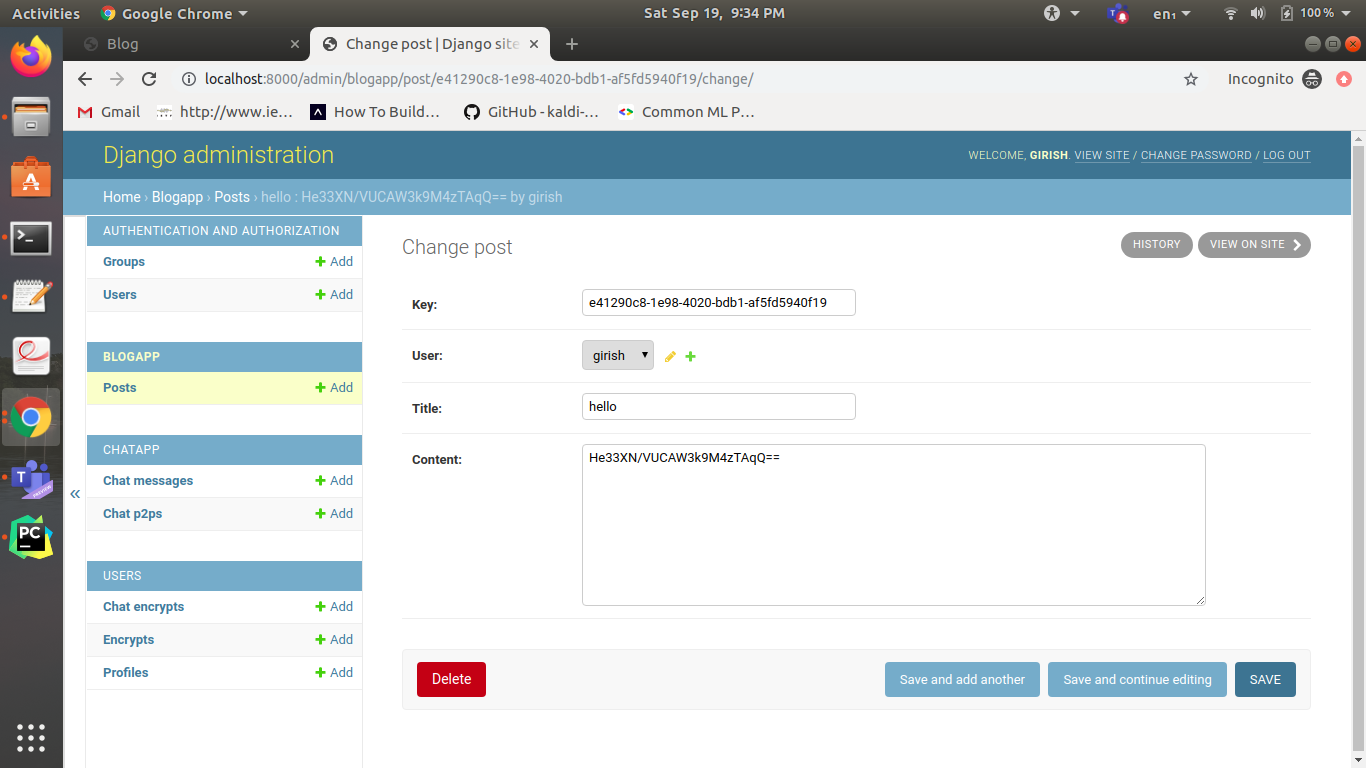 Activities Google Chrome Sat Sep 19, 9:34 PM en₁ 100 %
Blog Change post | Django site
localhost:8000/admin/blogapp/post/e41290c8-1e98-4020-bdb1-af5fd5940f19/change/ Incognito
Gmail http://www.ie... How To Build... GitHub - kaldi-... Common ML P...
Django administration WELCOME, GIRISH. VIEW SITE / CHANGE PASSWORD / LOG OUT
Home › Blogapp › Posts › hello : He33XN/VUCAW3k9M4zTAqQ== by girish
AUTHENTICATION AND AUTHORIZATION
Groups + Add
Users + Add
BLOGAPP
Posts + Add
CHATAPP
Chat messages + Add
Chat p2ps + Add
«
USERS
Chat encrypts + Add
Encrypts + Add
Profiles + Add
Change post HISTORY VIEW ON SITE
Key: e41290c8-1e98-4020-bdb1-af5fd5940f19
User: girish
Title: hello
Content: He33XN/VUCAW3k9M4zTAqQ==
Delete Save and add another Save and continue editing SAVE
PREVIEW
PC